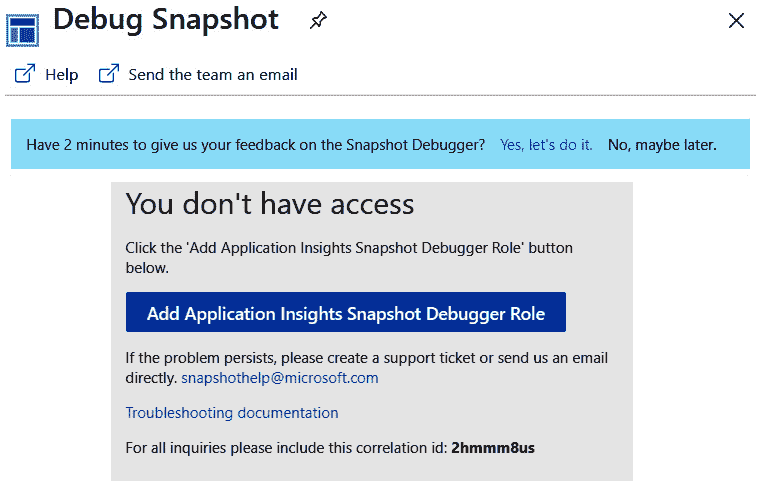 Debug Snapshot
Help Send the team an email
Have 2 minutes to give us your feedback on the Snapshot Debugger? Yes, let's do it. No, maybe later.
You don't have access
Click the 'Add Application Insights Snapshot Debugger Role' button
below.
Add Application Insights Snapshot Debugger Role
If the problem persists, please create a support ticket or send us an email
directly. snapshothelp@microsoft.com
Troubleshooting documentation
For all inquiries please include this correlation id: 2hmmm8us